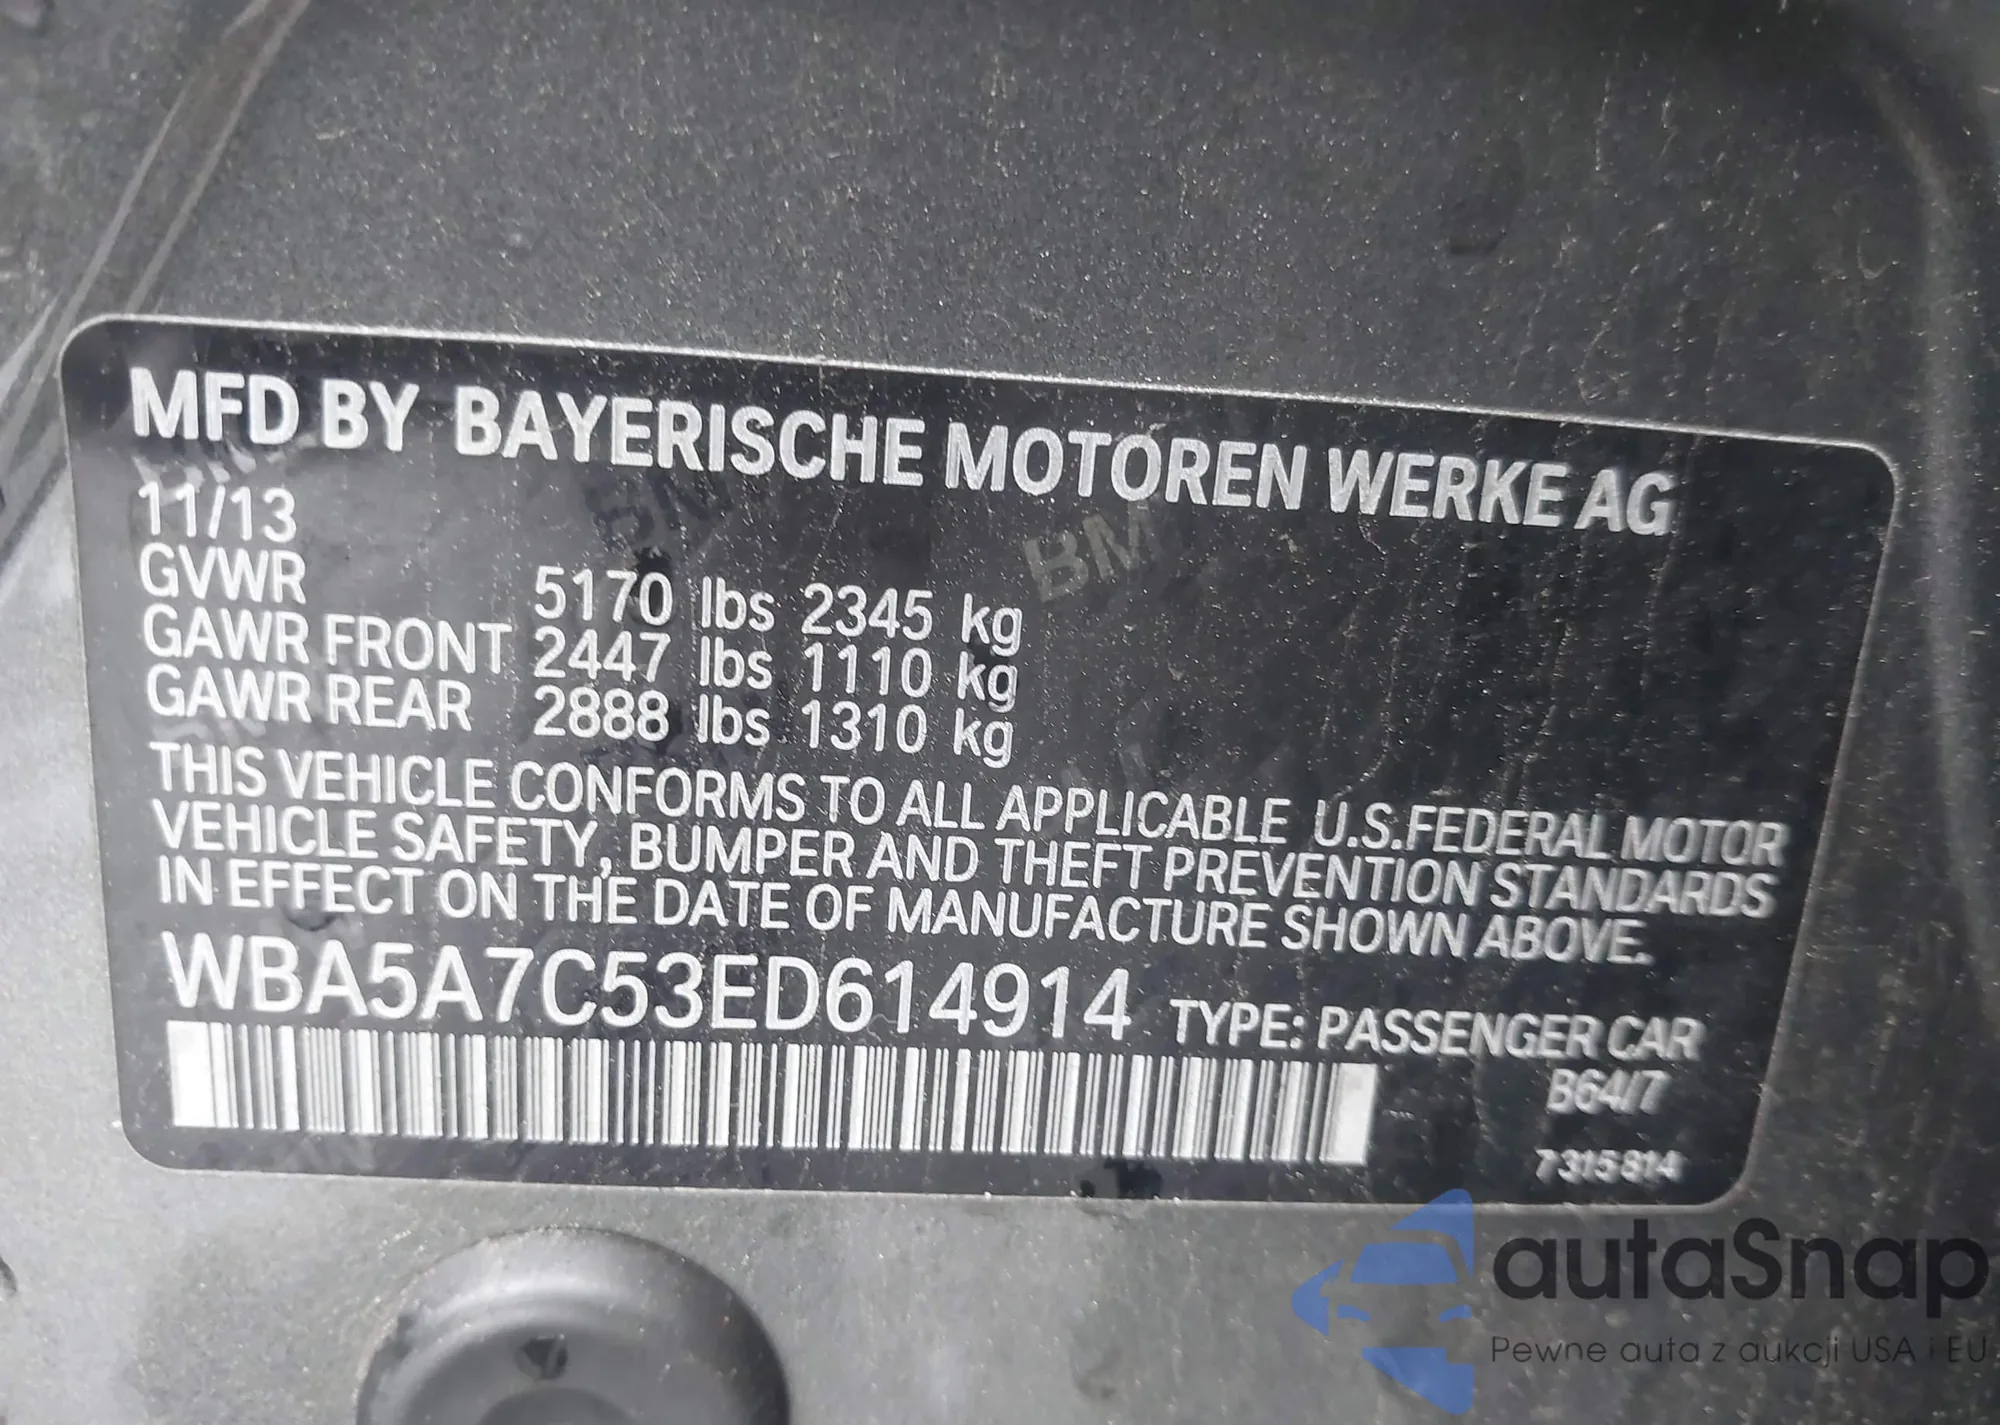 MFD BY BAYERISCHE MOTOREN WERKE AG
11/13
GVWR 5170 lbs 2345 kg
GAWR FRONT 2447 lbs 1110 kg
GAWR REAR 2888 lbs 1310 kg
THIS VEHICLE CONFORMS TO ALL APPLICABLE U.S.FEDERAL MOTOR
VEHICLE SAFETY, BUMPER AND THEFT PREVENTION STANDARDS
IN EFFECT ON THE DATE OF MANUFACTURE SHOWN ABOVE.
WBA5A7C53ED614914 TYPE: PASSENGER CAR
B64/7
7315814
autaSnap
Pewne auta z aukcji USA i EU